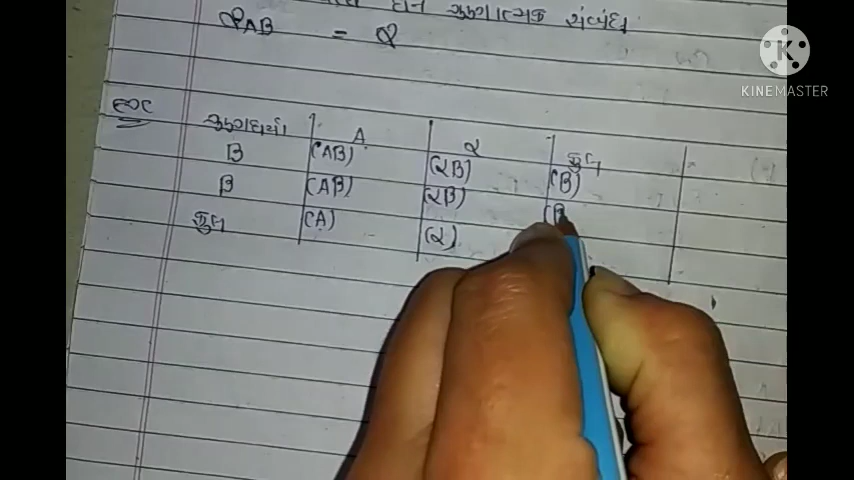 ગુણાત્મક સંબંધ
QAB = Q
K
KINEMASTER
ગુણધર્મો A α કુલ
B (AB) (αB) (B)
β (Aβ) (αβ) (β
કુલ (A) (α)